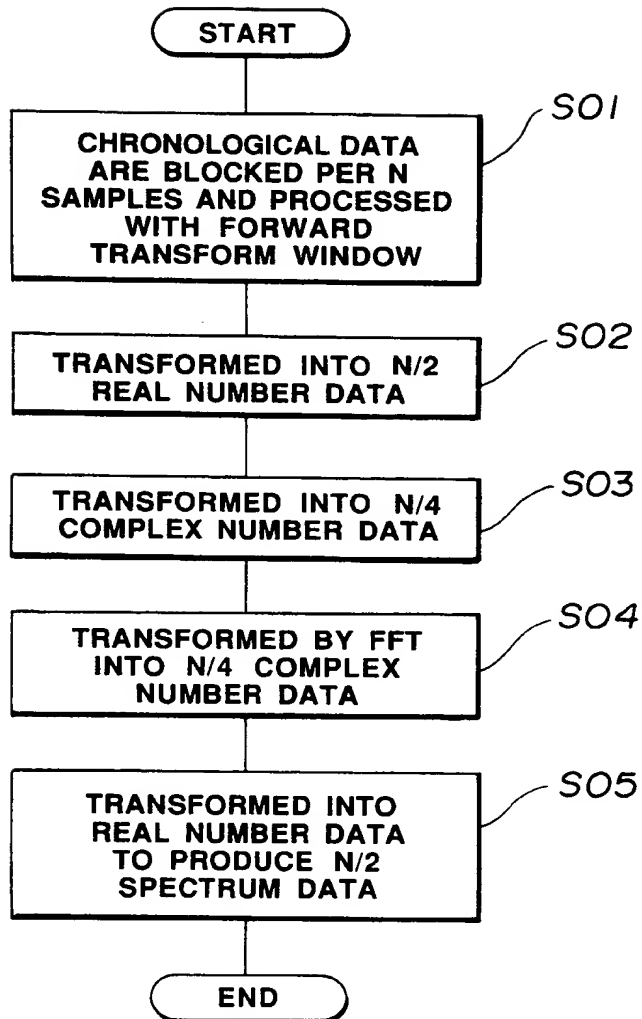 START
S01
CHRONOLOGICAL DATA
ARE BLOCKED PER N
SAMPLES AND PROCESSED
WITH FORWARD
TRANSFORM WINDOW
S02
TRANSFORMED INTO N/2
REAL NUMBER DATA
S03
TRANSFORMED INTO N/4
COMPLEX NUMBER DATA
S04
TRANSFORMED BY FFT
INTO N/4 COMPLEX
NUMBER DATA
S05
TRANSFORMED INTO
REAL NUMBER DATA
TO PRODUCE N/2
SPECTRUM DATA
END